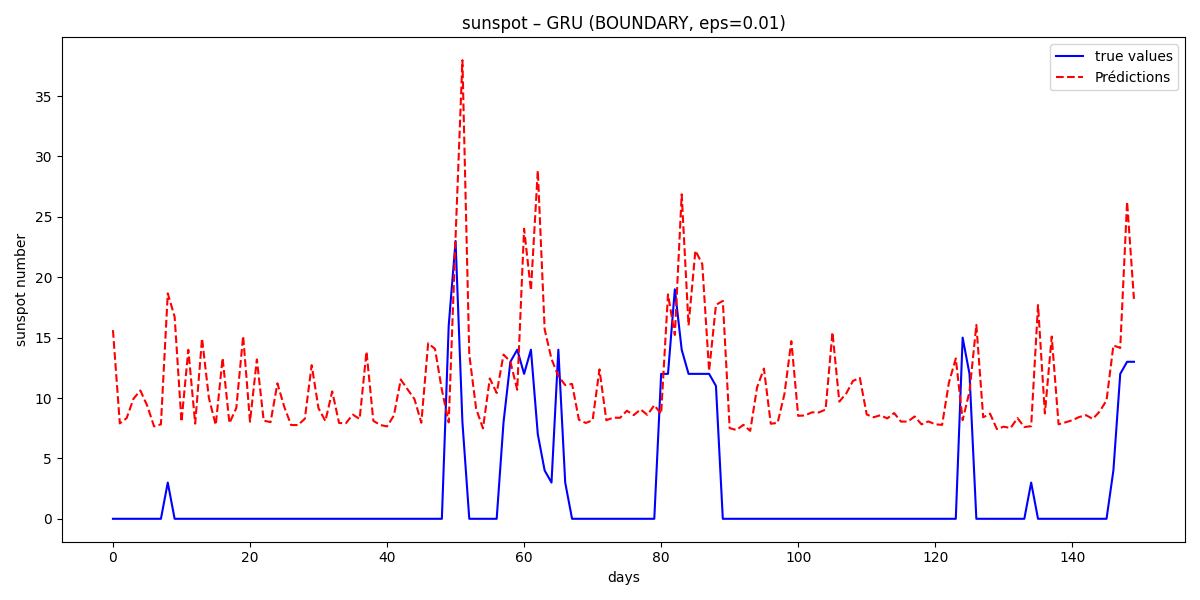 sunspot – GRU (BOUNDARY, eps=0.01)
true values
Prédictions
sunspot number
35
30
25
20
15
10
5
0
0 20 40 60 80 100 120 140
days